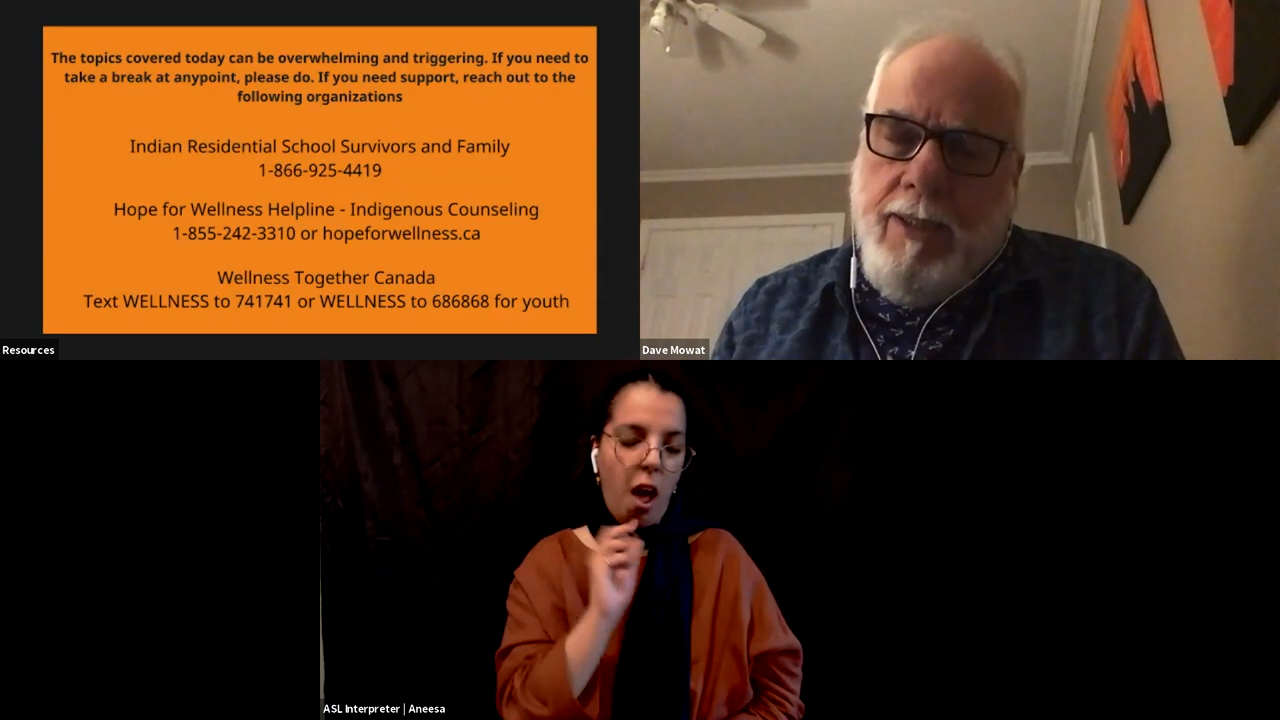 The topics covered today can be overwhelming and triggering. If you need to
take a break at anypoint, please do. If you need support, reach out to the
following organizations
Indian Residential School Survivors and Family
1-866-925-4419
Hope for Wellness Helpline - Indigenous Counseling
1-855-242-3310 or hopeforwellness.ca
Wellness Together Canada
Text WELLNESS to 741741 or WELLNESS to 686868 for youth
Resources
Dave Mowat
ASL Interpreter | Aneesa